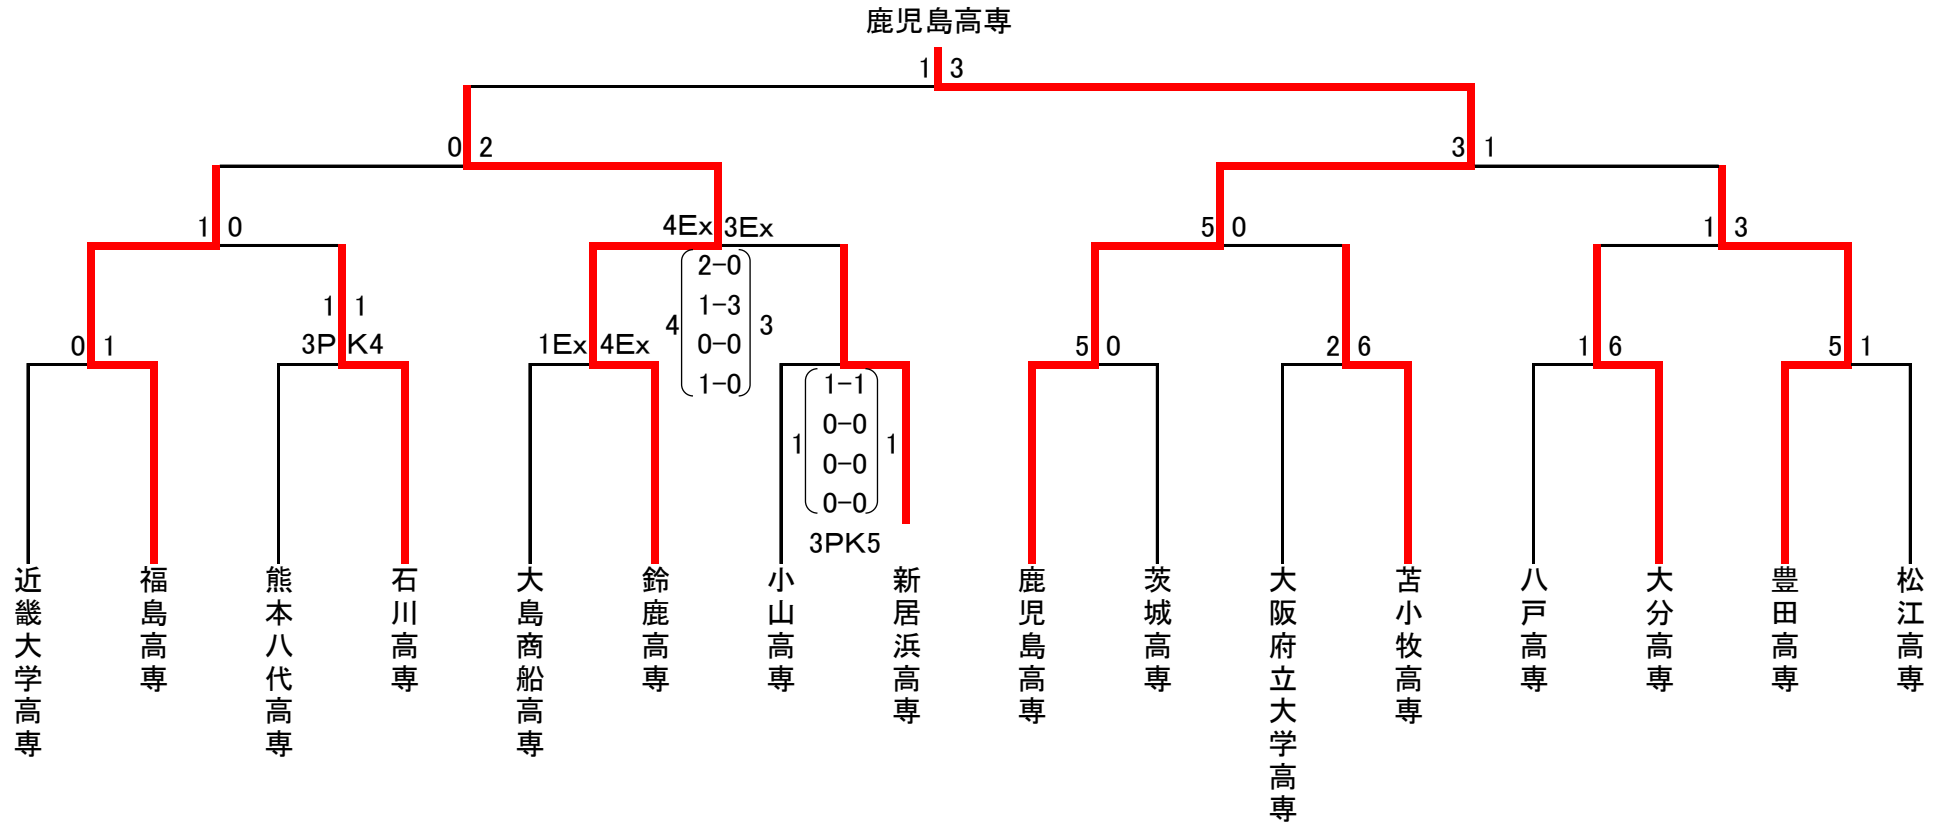 鹿児島高専
1 3
0 2
3 1
1 0
4Ex 3Ex
5 0
1 3
2-0
1-3
0-0
1-0
4 3
1 1
3PK4
0 1
1Ex 4Ex
5 0
2 6
1 6
5 1
1-1
0-0
0-0
0-0
1 1
3PK5
近畿大学高専
福島高専
熊本八代高専
石川高専
大島商船高専
鈴鹿高専
小山高専
新居浜高専
鹿児島高専
茨城高専
大阪府立大学高専
苫小牧高専
八戸高専
大分高専
豊田高専
松江高専